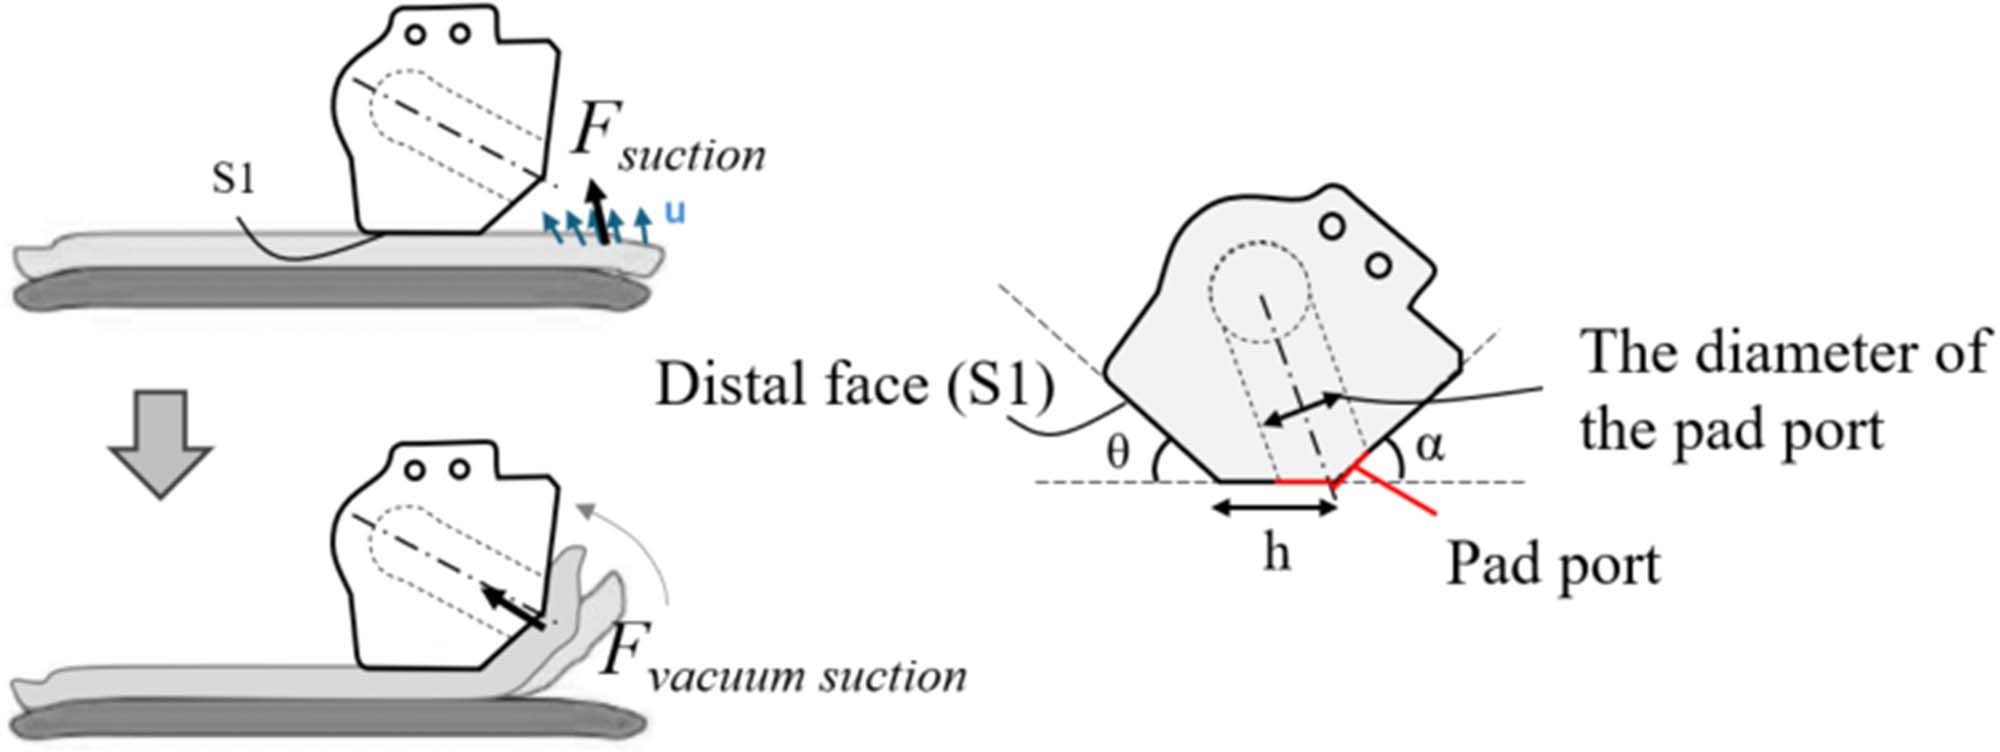 S1
F suction
u
F vacuum suction
Distal face (S1)
θ
α
h
The diameter of
the pad port
Pad port